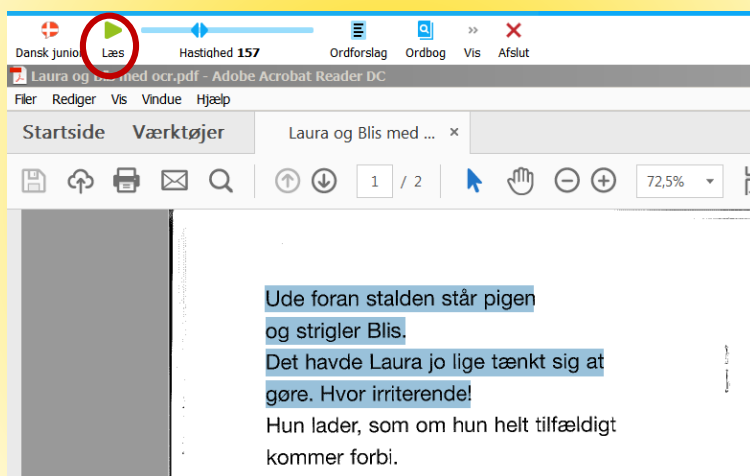 Dansk junior Læs Hastighed 157 Ordforslag Ordbog Vis Afslut
Laura og Blis med ocr.pdf - Adobe Acrobat Reader DC
Filer Rediger Vis Vindue Hjælp
Startside Værktøjer Laura og Blis med ... ×
1 / 2 72,5%
Ude foran stalden står pigen
og strigler Blis.
Det havde Laura jo lige tænkt sig at
gøre. Hvor irriterende!
Hun lader, som om hun helt tilfældigt
kommer forbi.